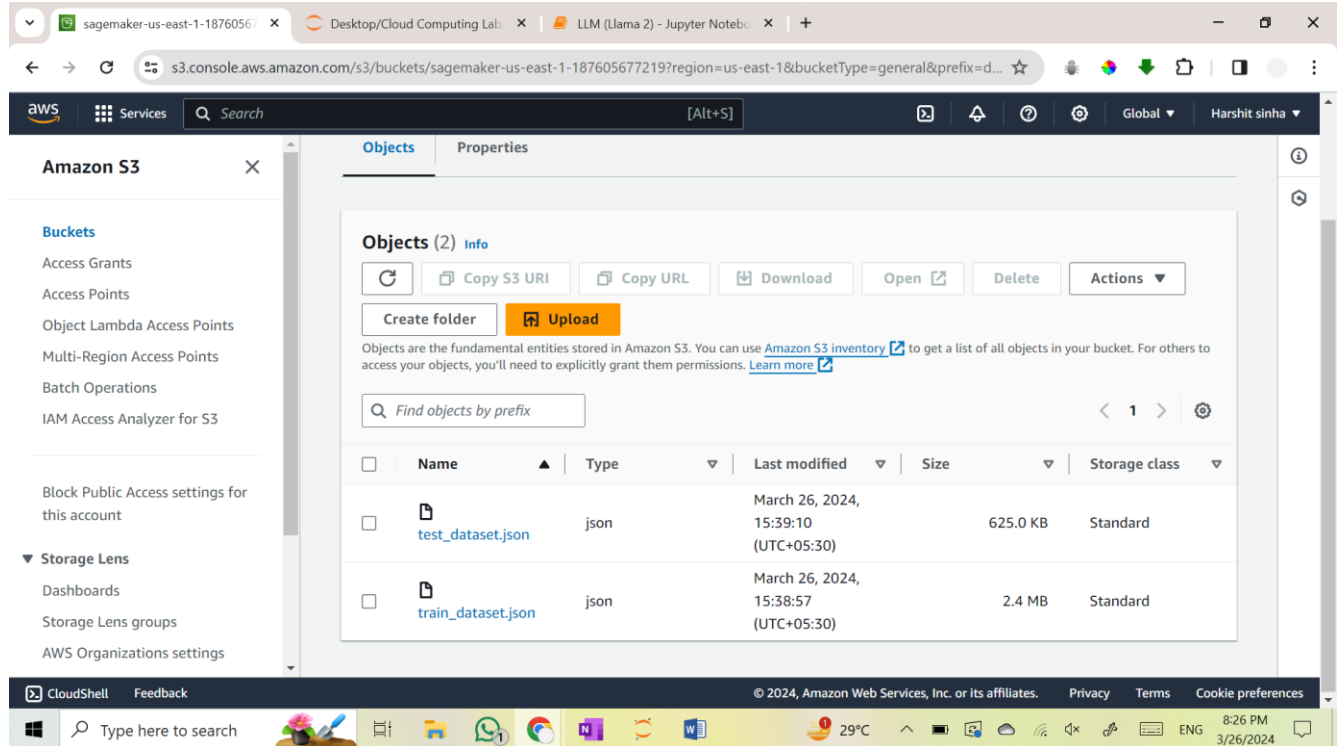 sagemaker-us-east-1-18760567
Desktop/Cloud Computing Lab
LLM (Llama 2) - Jupyter Notebo
s3.console.aws.amazon.com/s3/buckets/sagemaker-us-east-1-187605677219?region=us-east-1&bucketType=general&prefix=d...
aws
Services
Search
[Alt+S]
Global
Harshit sinha
Amazon S3
Buckets
Access Grants
Access Points
Object Lambda Access Points
Multi-Region Access Points
Batch Operations
IAM Access Analyzer for S3
Block Public Access settings for
this account
Storage Lens
Dashboards
Storage Lens groups
AWS Organizations settings
Objects
Properties
Objects (2) Info
Copy S3 URI
Copy URL
Download
Open
Delete
Actions
Create folder
Upload
Objects are the fundamental entities stored in Amazon S3. You can use Amazon S3 inventory to get a list of all objects in your bucket. For others to
access your objects, you'll need to explicitly grant them permissions. Learn more
Find objects by prefix
1
Name
Type
Last modified
Size
Storage class
test_dataset.json
json
March 26, 2024,
15:39:10
(UTC+05:30)
625.0 KB
Standard
train_dataset.json
json
March 26, 2024,
15:38:57
(UTC+05:30)
2.4 MB
Standard
CloudShell
Feedback
© 2024, Amazon Web Services, Inc. or its affiliates.
Privacy
Terms
Cookie preferences
Type here to search
1
29°C
ENG
8:26 PM
3/26/2024